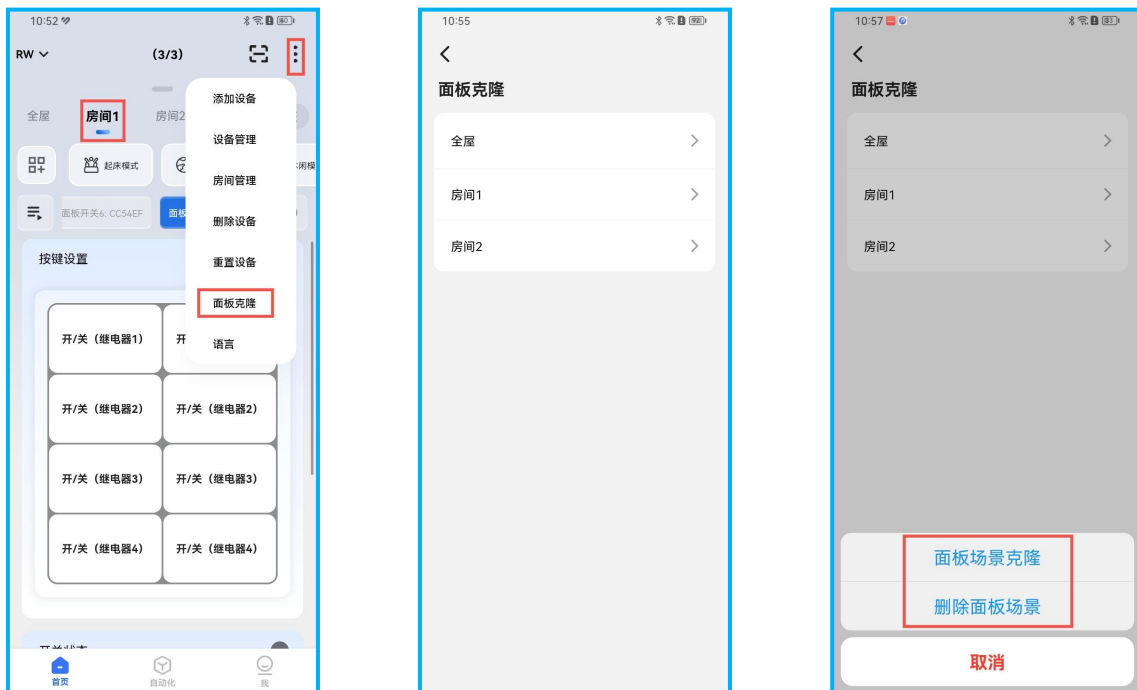 10:52
RW
(3/3)
全屋
房间1
房间2
起床模式
面板开关6: CC54EF
按键设置
开/关（继电器1）
开/关（继电器2）
开/关（继电器2）
开/关（继电器3）
开/关（继电器3）
开/关（继电器4）
开/关（继电器4）
首页
自动化
我
添加设备
设备管理
房间管理
删除设备
重置设备
面板克隆
语言
10:55
面板克隆
全屋
房间1
房间2
10:57
面板克隆
全屋
房间1
房间2
面板场景克隆
删除面板场景
取消